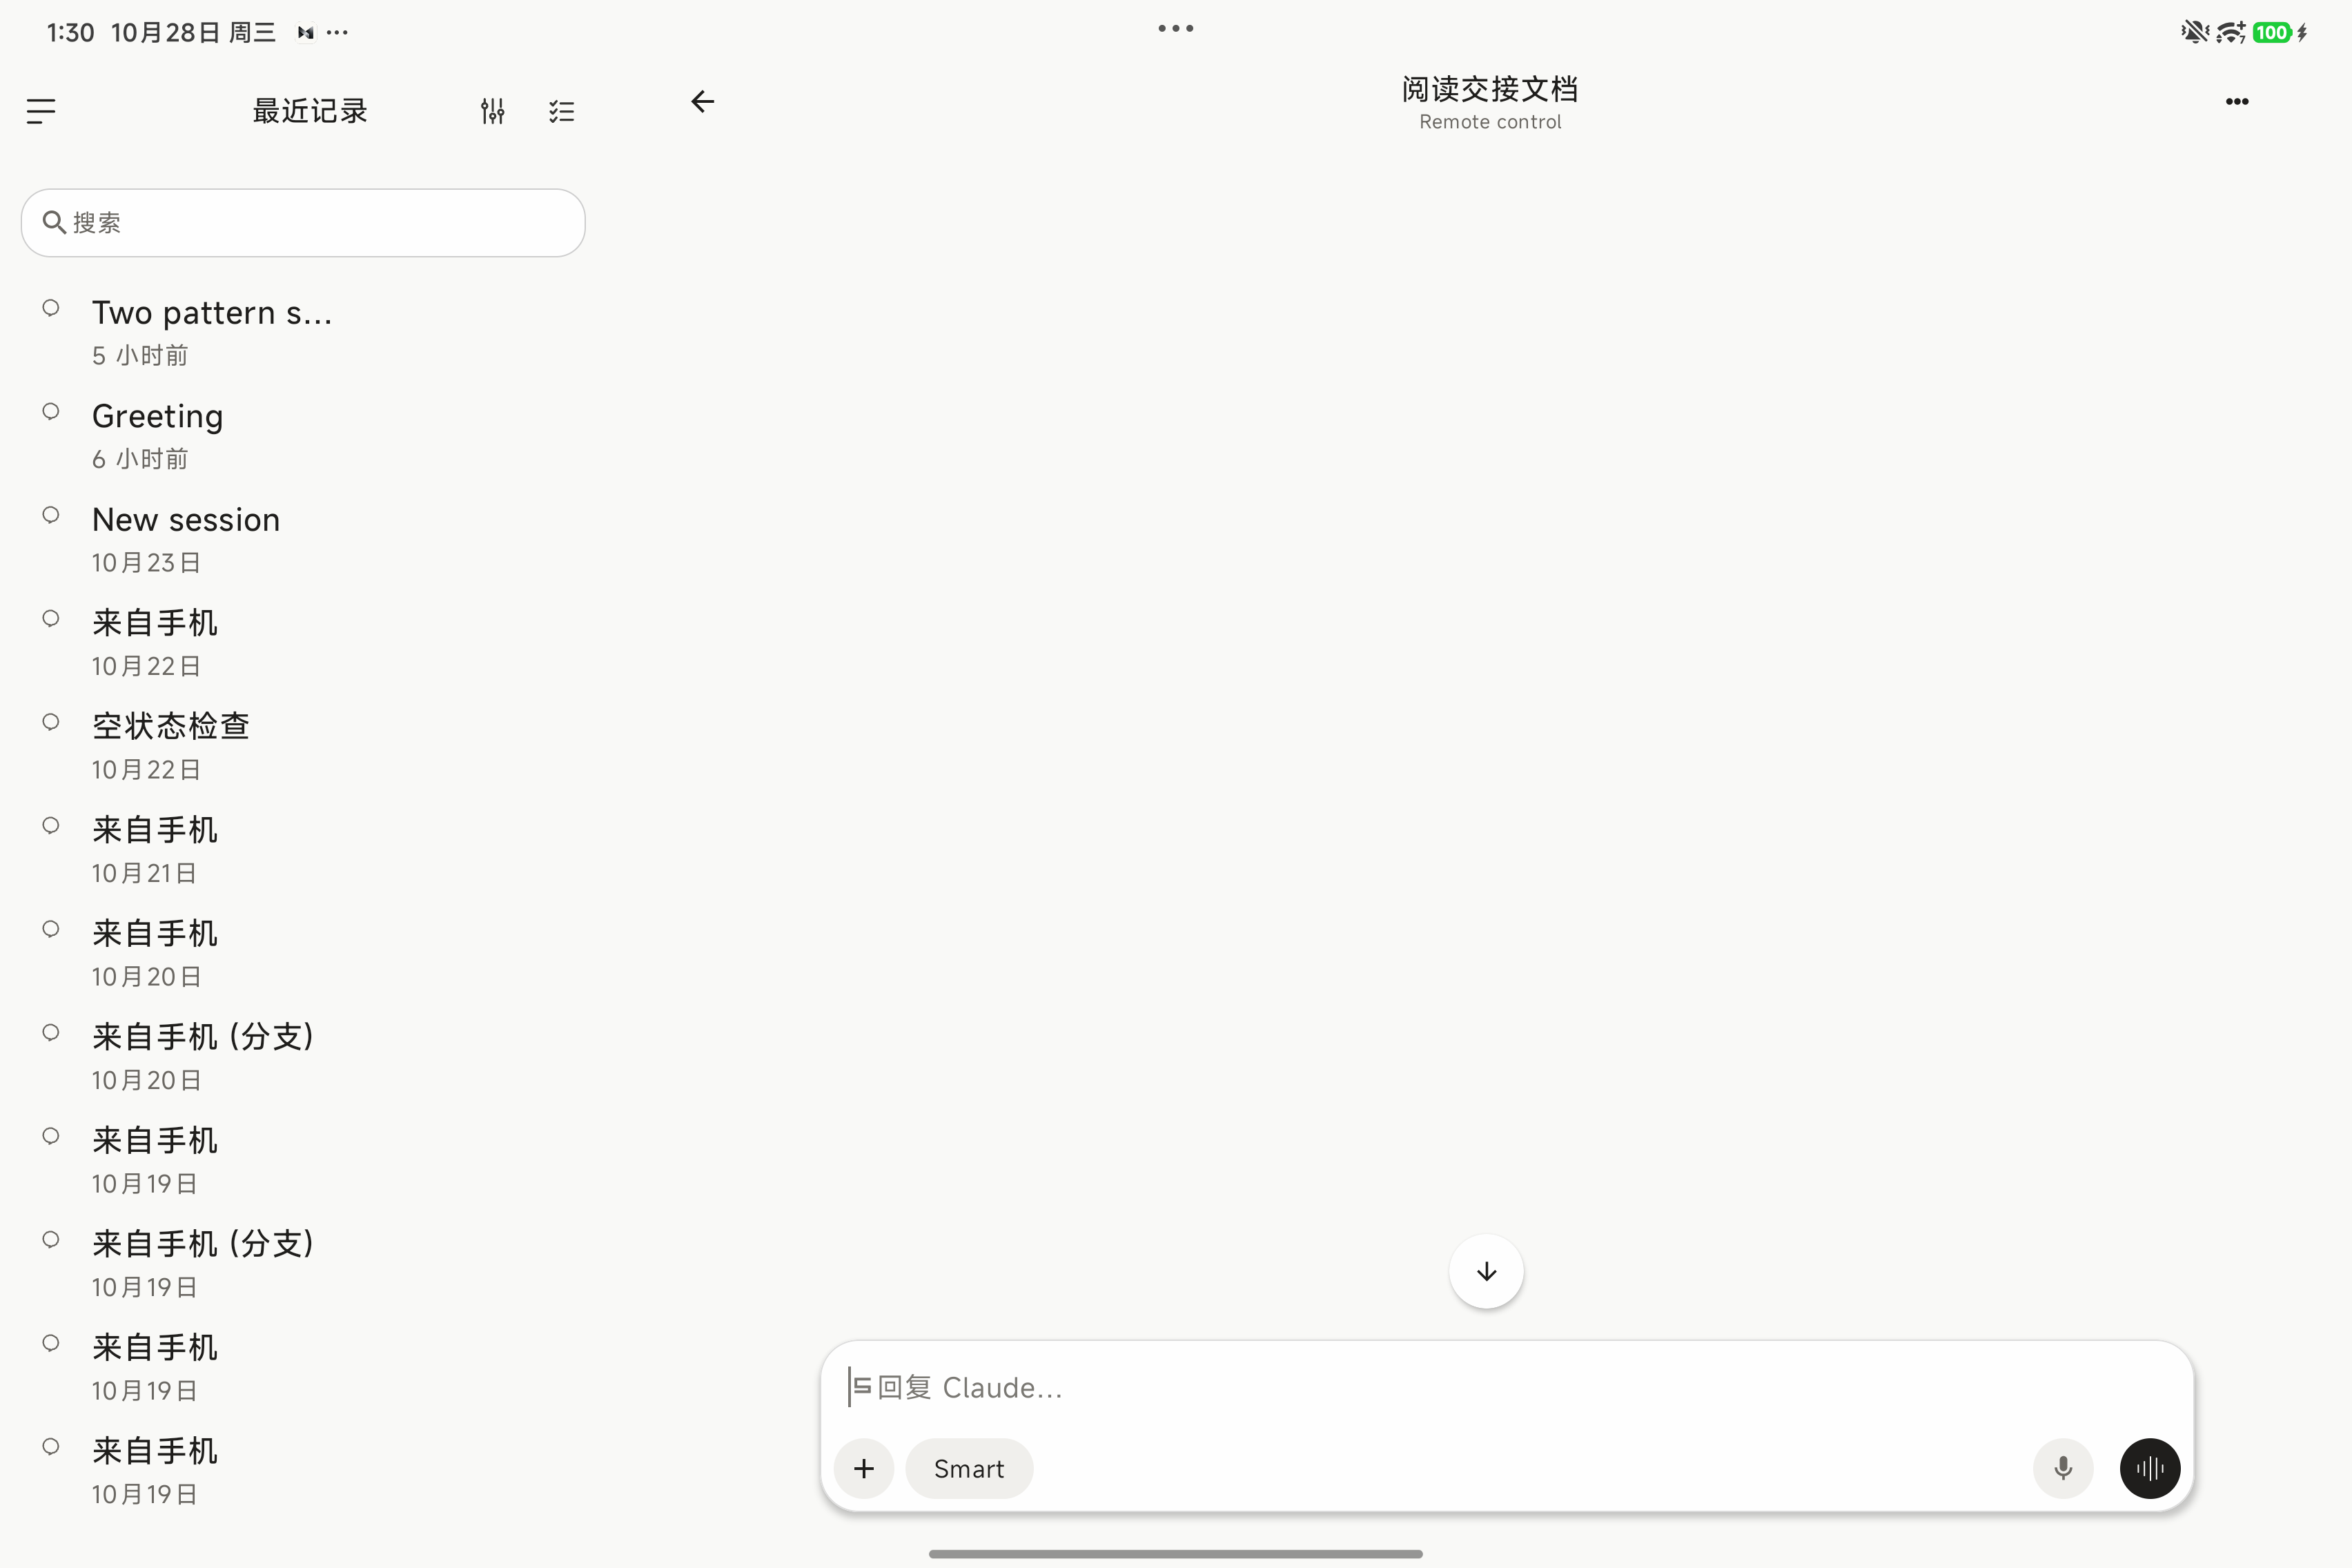 1:30 10月28日 周三 ...
100
最近记录
搜索
Two pattern s...
5 小时前
Greeting
6 小时前
New session
10月23日
来自手机
10月22日
空状态检查
10月22日
来自手机
10月21日
来自手机
10月20日
来自手机 (分支)
10月20日
来自手机
10月19日
来自手机 (分支)
10月19日
来自手机
10月19日
来自手机
10月19日
阅读交接文档
Remote control
回复 Claude...
Smart